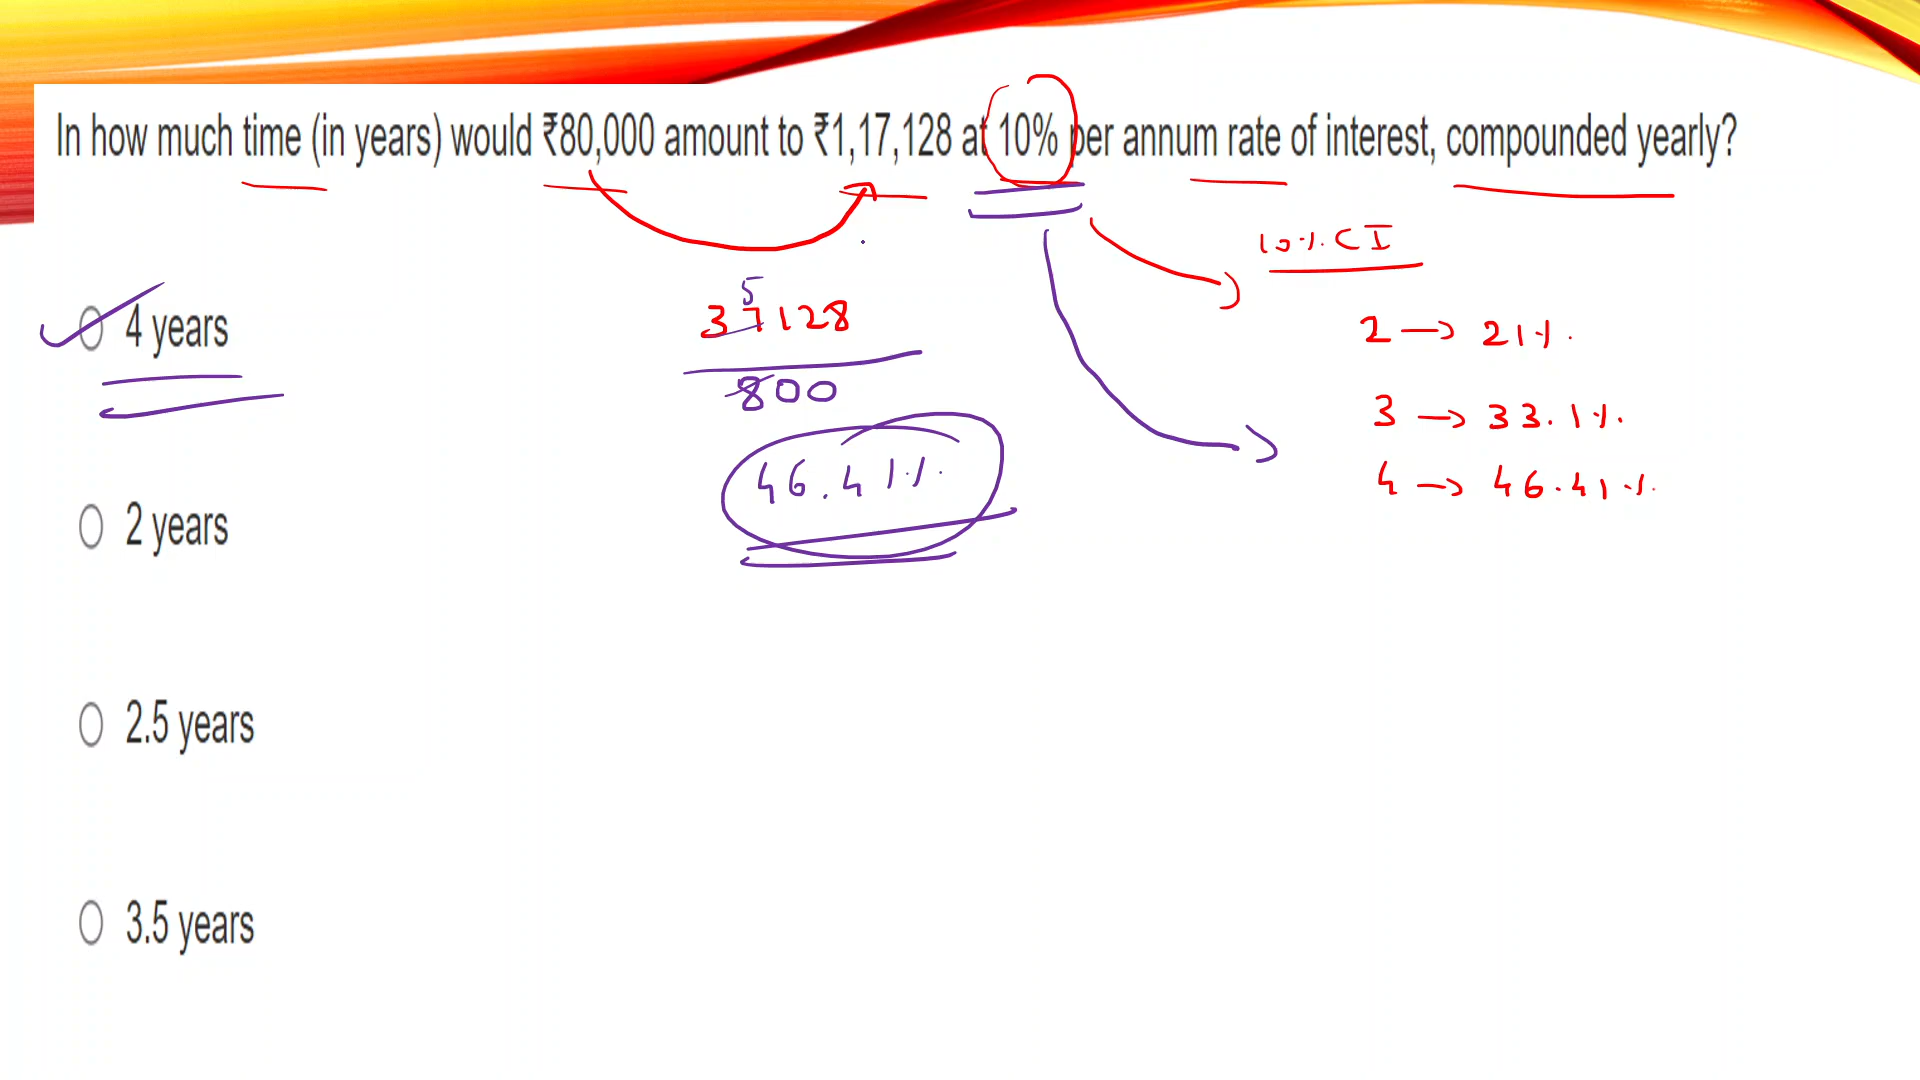 In how much time (in years) would ₹80,000 amount to ₹1,17,128 at 10% per annum rate of interest, compounded yearly?
10% CI
5
37128
4 years
2 → 21%.
800
3 → 33.1%.
46.41%.
4 → 46.41%.
2 years
2.5 years
3.5 years